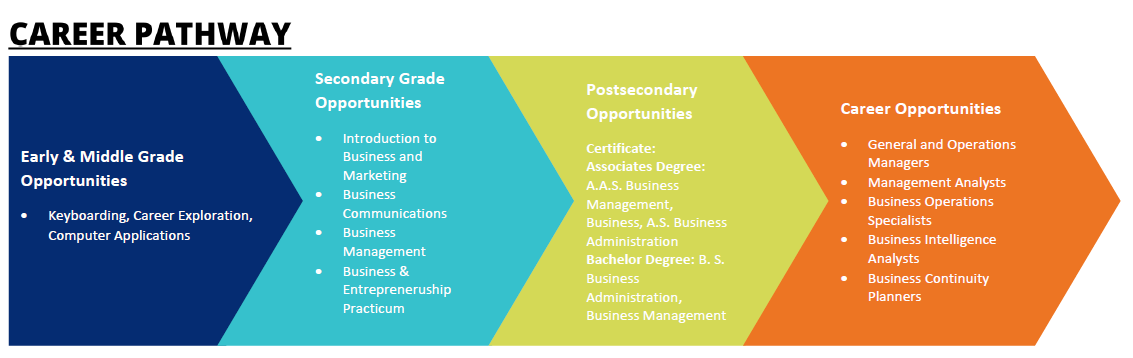 CAREER PATHWAY
Early & Middle Grade
Opportunities
• Keyboarding, Career Exploration,
Computer Applications
Secondary Grade
Opportunities
• Introduction to
Business and
Marketing
• Business
Communications
• Business
Management
• Business &
Entrepreneruship
Practicum
Postsecondary
Opportunities
Certificate:
Associates Degree:
A.A.S. Business
Management,
Business, A.S. Business
Administration
Bachelor Degree: B. S.
Business
Administration,
Business Management
Career Opportunities
• General and Operations
Managers
• Management Analysts
• Business Operations
Specialists
• Business Intelligence
Analysts
• Business Continuity
Planners